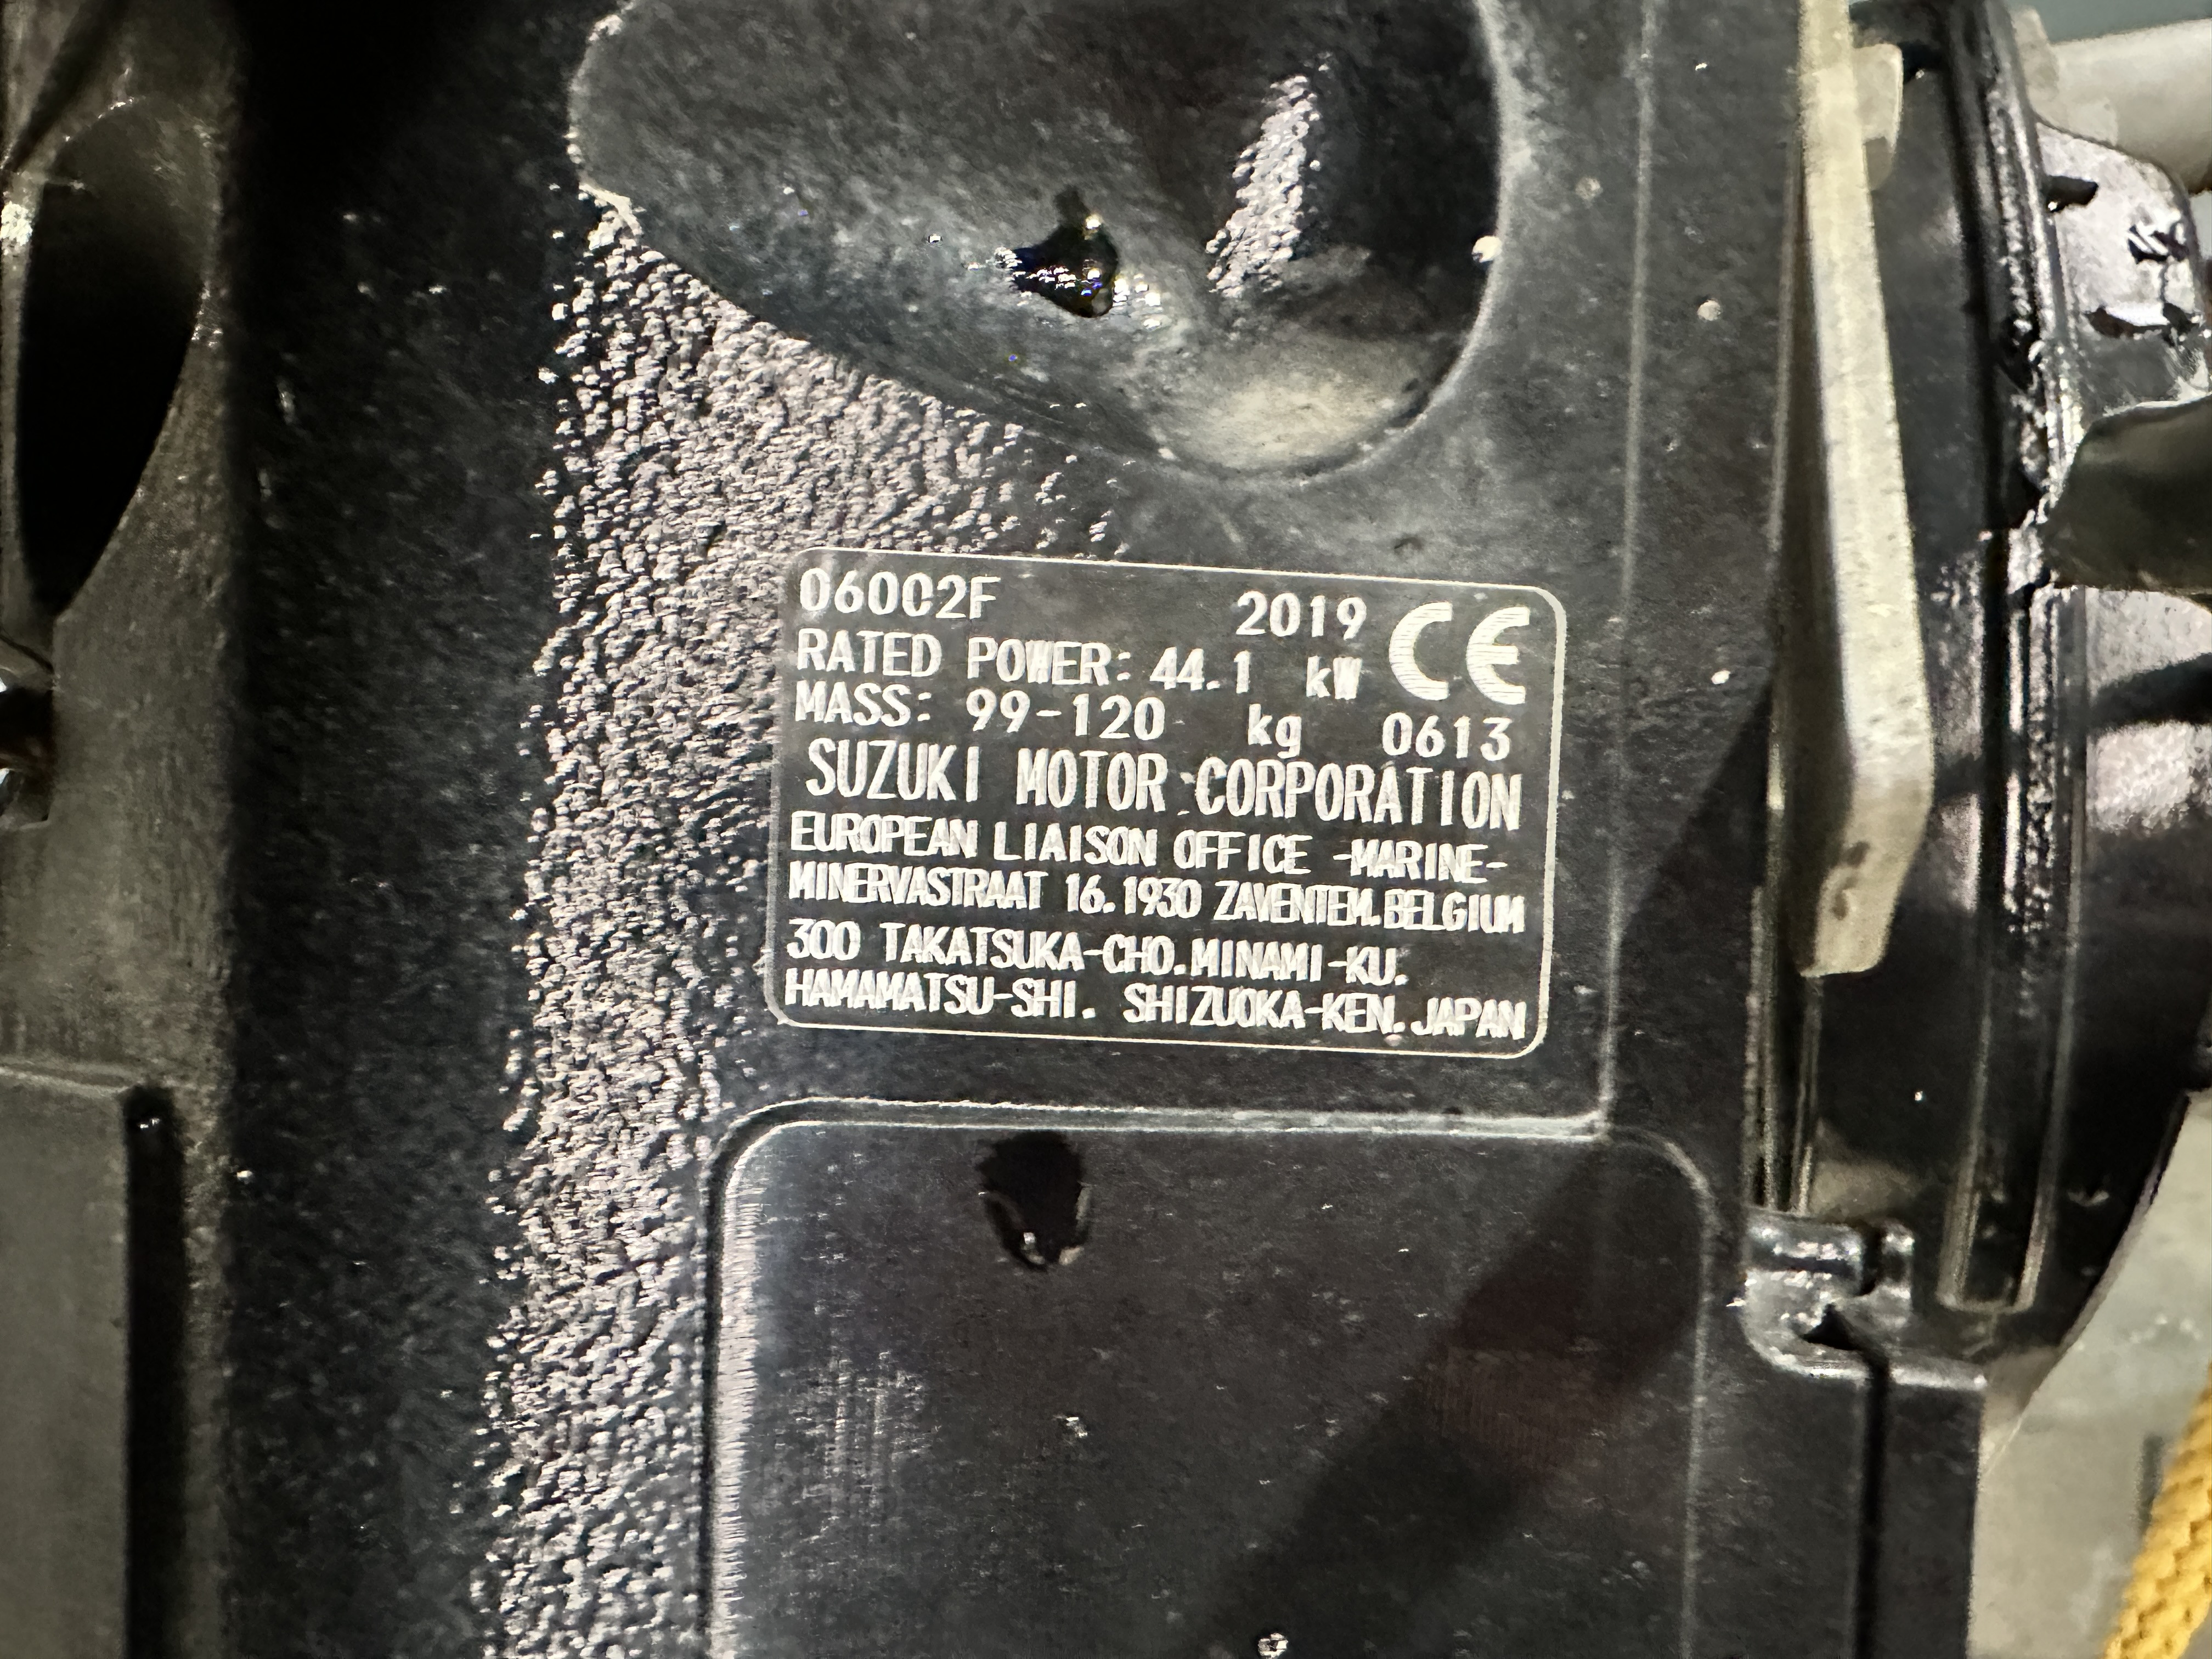 06002F 2019 CE
RATED POWER: 44.1 kW
MASS: 99-120 kg 0613
SUZUKI MOTOR CORPORATION
EUROPEAN LIAISON OFFICE -MARINE-
MINERVASTRAAT 16.1930 ZAVENTEM.BELGIUM
300 TAKATSUKA-CHO.MINAMI-KU.
HAMAMATSU-SHI. SHIZUOKA-KEN.JAPAN